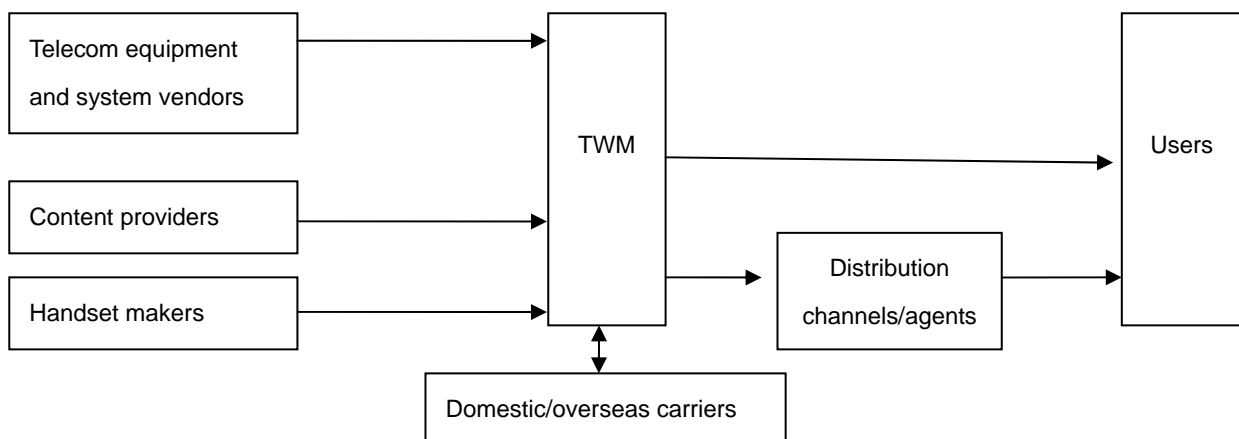 Telecom equipment
and system vendors
TWM
Users
Content providers
Distribution
channels/agents
Handset makers
Domestic/overseas carriers